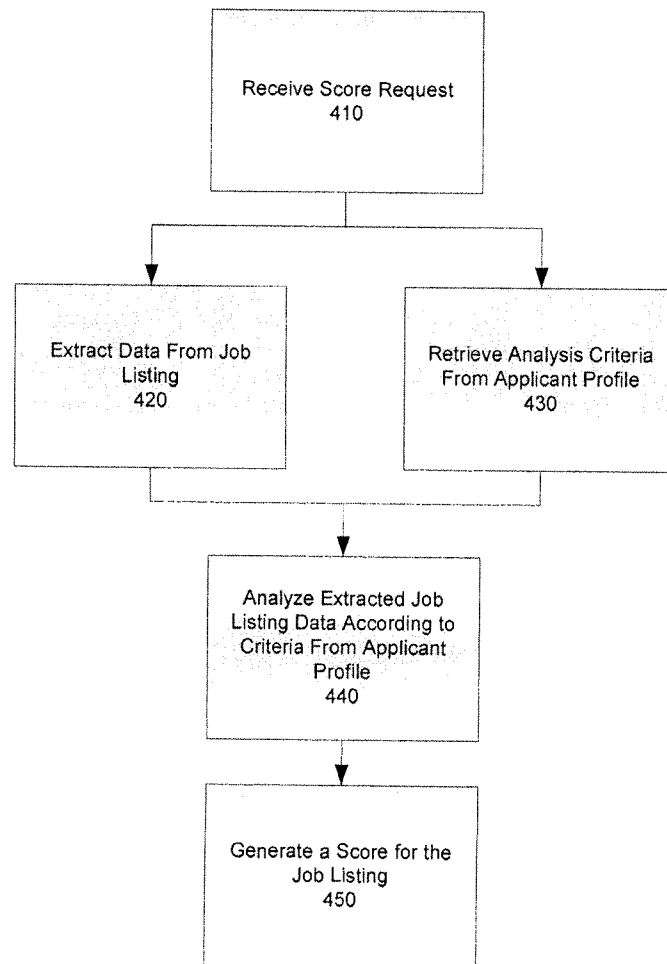 Receive Score Request
410
Extract Data From Job
Listing
420
Retrieve Analysis Criteria
From Applicant Profile
430
Analyze Extracted Job
Listing Data According to
Criteria From Applicant
Profile
440
Generate a Score for the
Job Listing
450